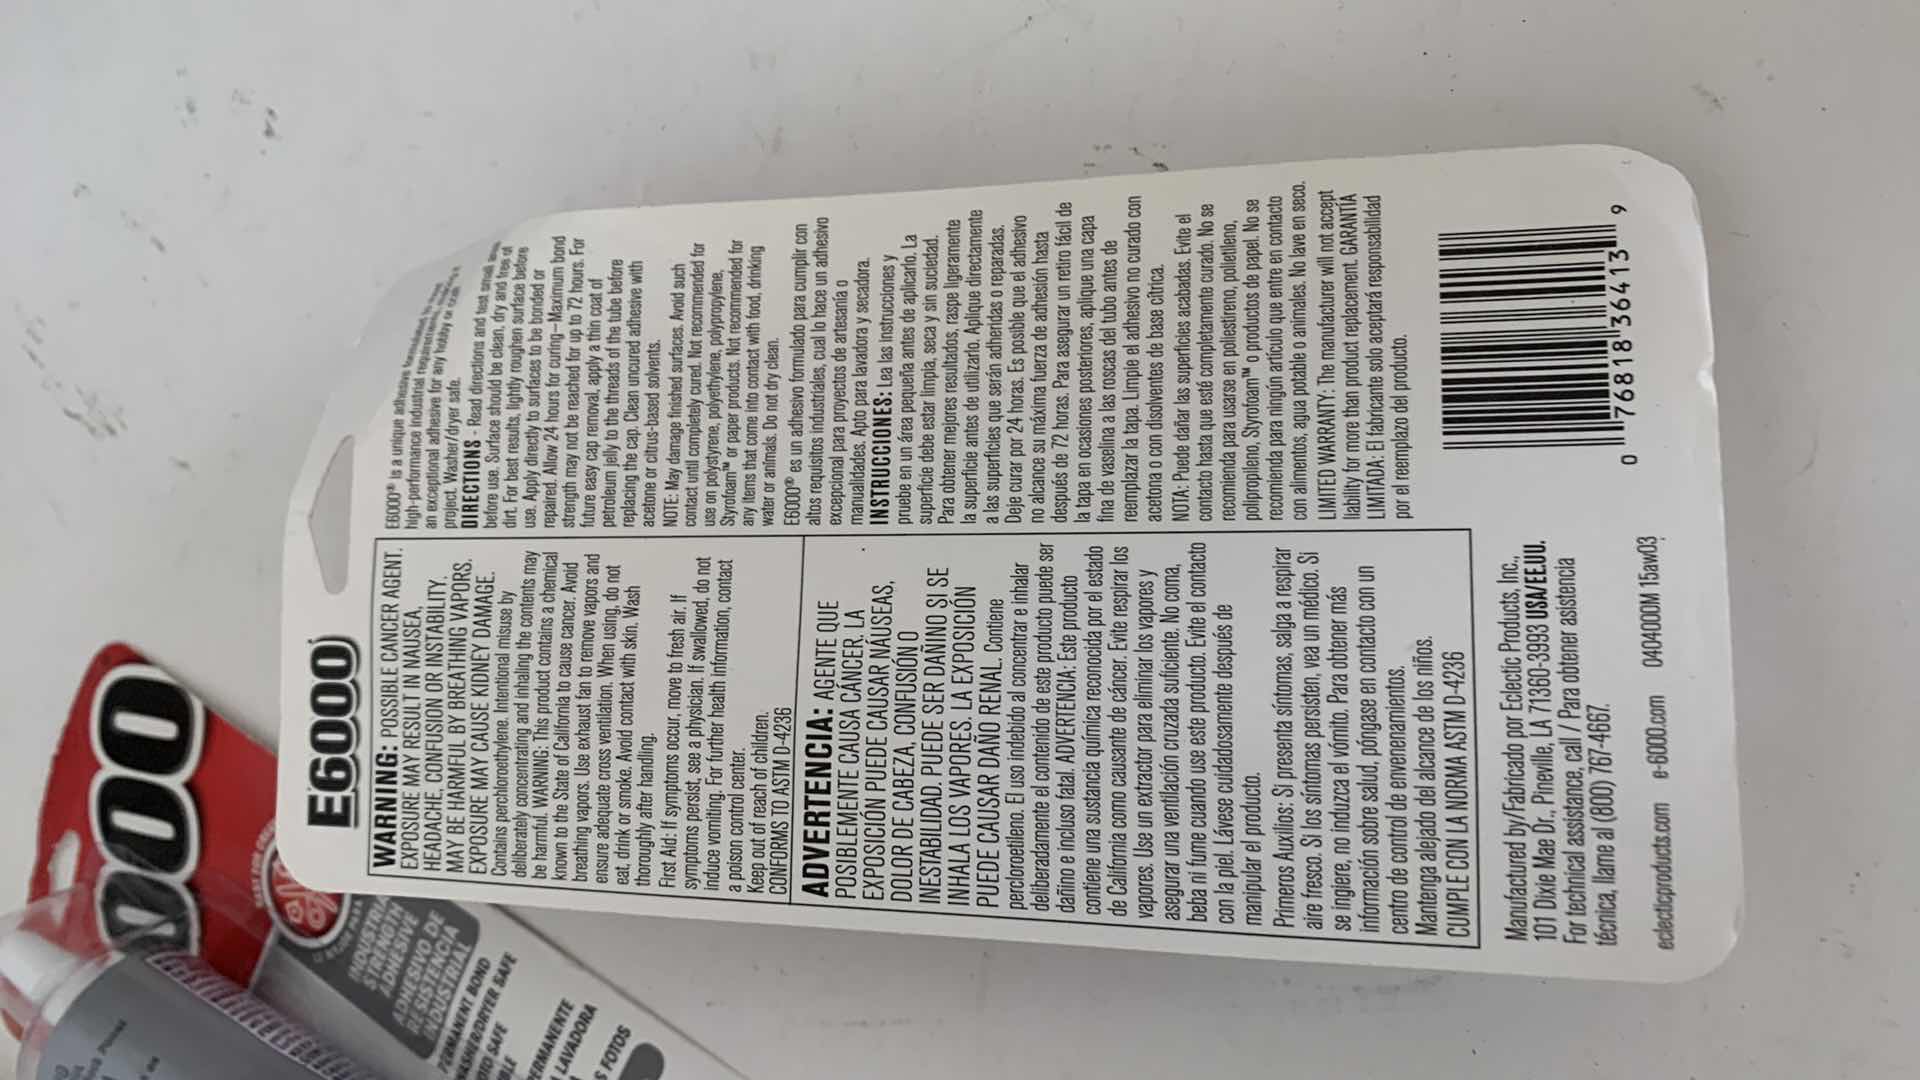 E6000®
WARNING: POSSIBLE CANCER AGENT.
EXPOSURE MAY RESULT IN NAUSEA,
HEADACHE, CONFUSION OR INSTABILITY.
MAY BE HARMFUL BY BREATHING VAPORS.
EXPOSURE MAY CAUSE KIDNEY DAMAGE.
Contains perchloroethylene. Intentional misuse by
deliberately concentrating and inhaling the contents may
be harmful. WARNING: This product contains a chemical
known to the State of California to cause cancer. Avoid
breathing vapors. Use exhaust fan to remove vapors and
ensure adequate cross ventilation. When using, do not
eat, drink or smoke. Avoid contact with skin. Wash
thoroughly after handling.
First Aid: If symptoms occur, move to fresh air. If
symptoms persist, see a physician. If swallowed, do not
induce vomiting. For further health information, contact
a poison control center.
Keep out of reach of children.
CONFORMS TO ASTM D-4236
ADVERTENCIA: AGENTE QUE
POSIBLEMENTE CAUSA CÁNCER. LA
EXPOSICIÓN PUEDE CAUSAR NÁUSEAS,
DOLOR DE CABEZA, CONFUSIÓN O
INESTABILIDAD. PUEDE SER DAÑINO SI SE
INHALA LOS VAPORES. LA EXPOSICIÓN
PUEDE CAUSAR DAÑO RENAL. Contiene
percloroetileno. El uso indebido al concentrar e inhalar
deliberadamente el contenido de este producto puede ser
dañino e incluso fatal. ADVERTENCIA: Este producto
contiene una sustancia química reconocida por el estado
de California como causante de cáncer. Evite respirar los
vapores. Use un extractor para eliminar los vapores y
asegurar una ventilación cruzada suficiente. No coma,
beba ni fume cuando use este producto. Evite el contacto
con la piel. Lávese cuidadosamente después de
manipular el producto.
Primeros Auxilios: Si presenta síntomas, salga a respirar
aire fresco. Si los síntomas persisten, vea un médico. Si
se ingiere, no induzca el vómito. Para obtener más
información sobre salud, póngase en contacto con un
centro de control de envenenamientos.
Mantenga alejado del alcance de los niños.
CUMPLE CON LA NORMA ASTM D-4236
Manufactured by/Fabricado por Eclectic Products, Inc.,
101 Dixie Mae Dr., Pineville, LA 71360-3993 USA/EE.UU.
For technical assistance, call / Para obtener asistencia
técnica, llame al (800) 767-4667.
eclecticproducts.com e-6000.com 040400M 15aw03
E6000® is a unique adhesive formulated to
high-performance industrial requirements,
an exceptional adhesive for any hobby or craft
project. Washer/dryer safe.
DIRECTIONS - Read directions and test small area
before use. Surface should be clean, dry and free of
dirt. For best results, lightly roughen surface before
use. Apply directly to surfaces to be bonded or
repaired. Allow 24 hours for curing—Maximum bond
strength may not be reached for up to 72 hours. For
future easy cap removal, apply a thin coat of
petroleum jelly to the threads of the tube before
replacing the cap. Clean uncured adhesive with
acetone or citrus-based solvents.
NOTE: May damage finished surfaces. Avoid such
contact until completely cured. Not recommended for
use on polystyrene, polyethylene, polypropylene,
Styrofoam™ or paper products. Not recommended for
any items that come into contact with food, drinking
water or animals. Do not dry clean.
E6000® es un adhesivo formulado para cumplir con
altos requisitos industriales, cual lo hace un adhesivo
excepcional para proyectos de artesanía o
manualidades. Apto para lavadora y secadora.
INSTRUCCIONES: Lea las instrucciones y
pruebe en un área pequeña antes de aplicarlo. La
superficie debe estar limpia, seca y sin suciedad.
Para obtener mejores resultados, raspe ligeramente
la superficie antes de utilizarlo. Aplique directamente
a las superficies que serán adheridas o reparadas.
Deje curar por 24 horas. Es posible que el adhesivo
no alcance su máxima fuerza de adhesión hasta
después de 72 horas. Para asegurar un retiro fácil de
la tapa en ocasiones posteriores, aplique una capa
fina de vaselina a las roscas del tubo antes de
reemplazar la tapa. Limpie el adhesivo no curado con
acetona o con disolventes de base cítrica.
NOTA: Puede dañar las superficies acabadas. Evite el
contacto hasta que esté completamente curado. No se
recomienda para usarse en poliestireno, polietileno,
polipropileno, Styrofoam™ o productos de papel. No se
recomienda para ningún artículo que entre en contacto
con alimentos, agua potable o animales. No lave en seco.
LIMITED WARRANTY: The manufacturer will not accept
liability for more than product replacement. GARANTÍA
LIMITADA: El fabricante solo aceptará responsabilidad
por el reemplazo del producto.
0 76818 36413 9
000
INDUSTRIAL
STRENGTH
ADHESIVE
ADHESIVO DE
RESISTENCIA
INDUSTRIAL
PERMANENT BOND
WASHER/DRYER SAFE
PHOTO SAFE
PERMANENTE
LAVADORA
S FOTOS